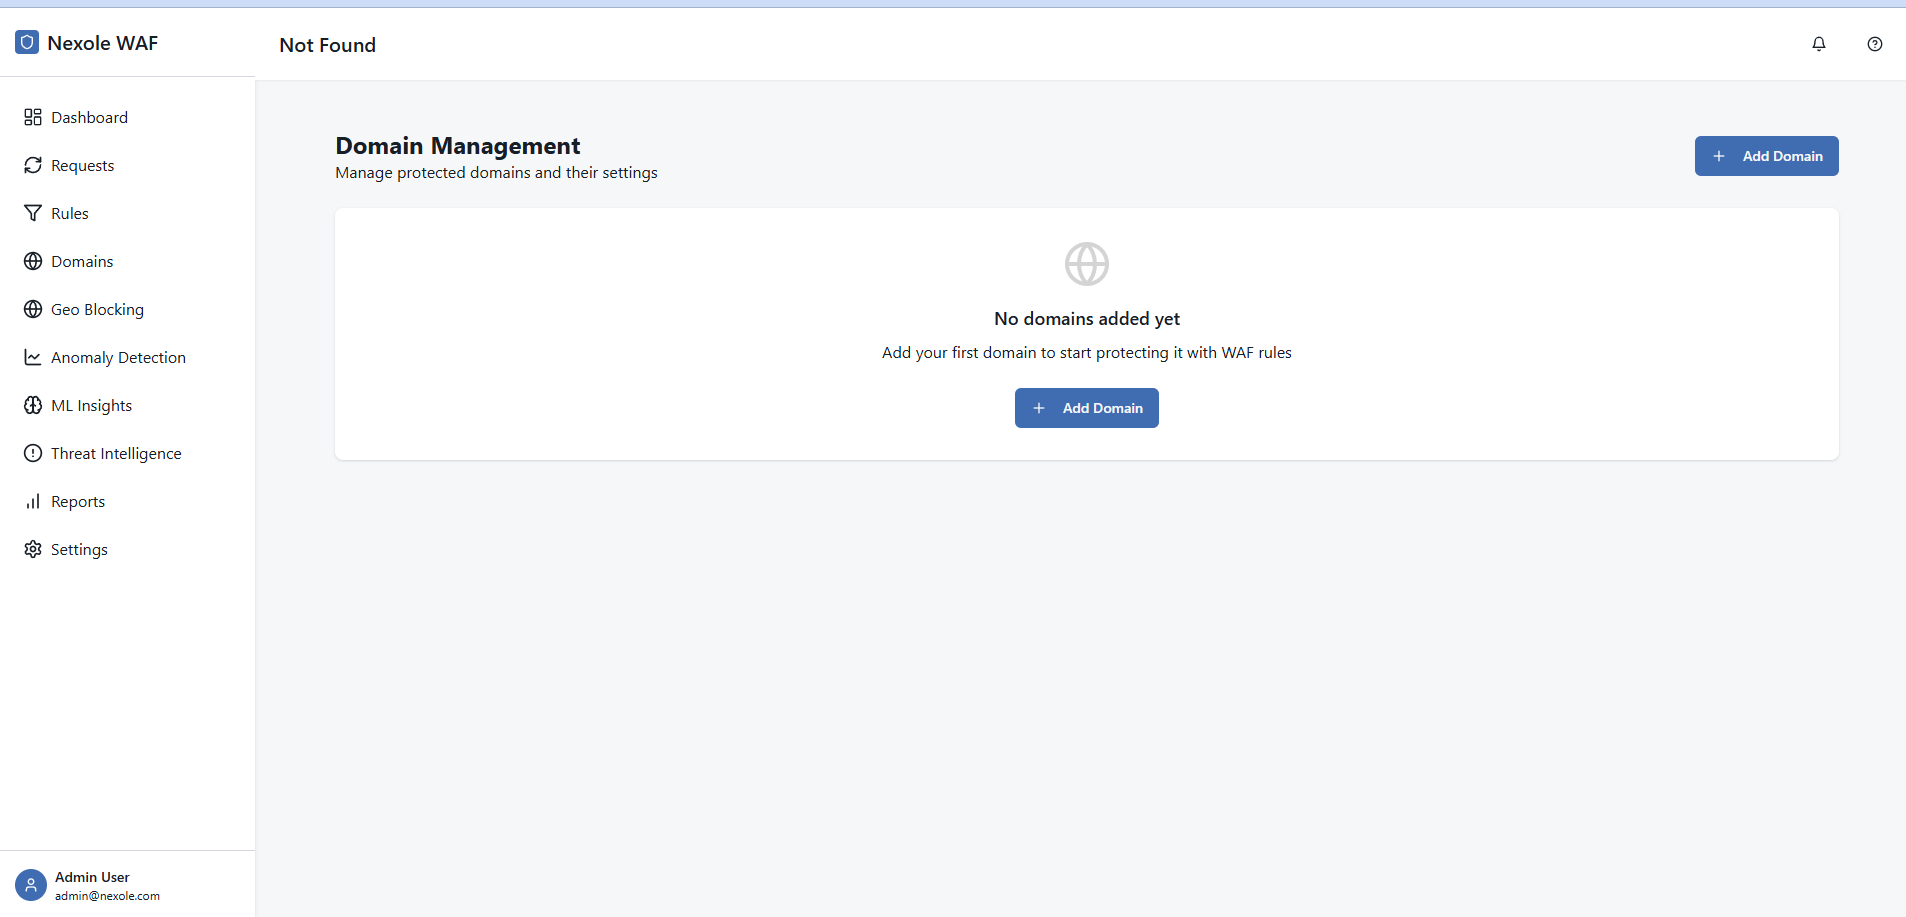 Nexole WAF
Not Found
Dashboard
Requests
Rules
Domains
Geo Blocking
Anomaly Detection
ML Insights
Threat Intelligence
Reports
Settings
Admin User
admin@nexole.com
Domain Management
Manage protected domains and their settings
Add Domain
No domains added yet
Add your first domain to start protecting it with WAF rules
Add Domain